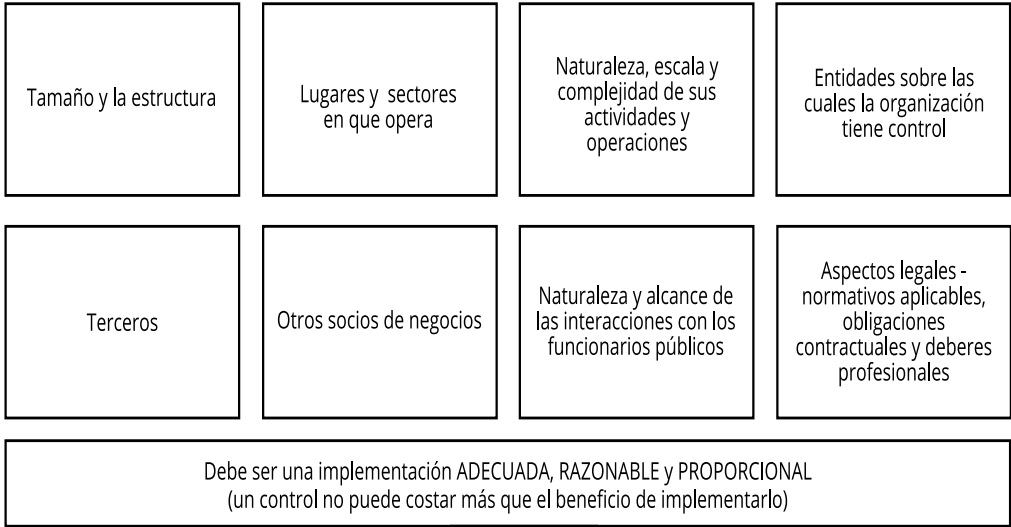 Tamaño y la estructura
Lugares y sectores
en que opera
Naturaleza, escala y
complejidad de sus
actividades y
operaciones
Entidades sobre las
cuales la organización
tiene control
Terceros
Otros socios de negocios
Naturaleza y alcance de
las interacciones con los
funcionarios públicos
Aspectos legales -
normativos aplicables,
obligaciones
contractuales y deberes
profesionales
Debe ser una implementación ADECUADA, RAZONABLE y PROPORCIONAL
(un control no puede costar más que el beneficio de implementarlo)